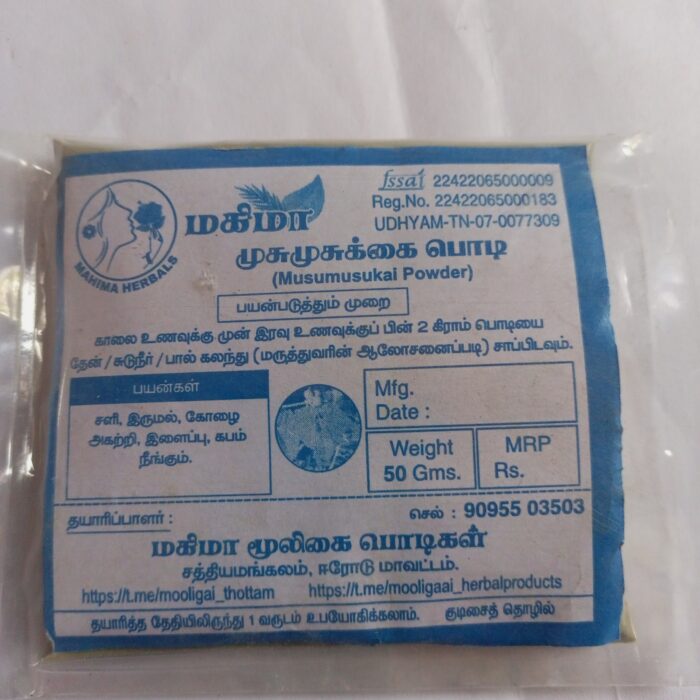 fssai 22422065000009
Reg.No. 22422065000183
UDHYAM-TN-07-0077309
MAHIMA HERBALS
மகிமா
முசுமுசுக்கை பொடி
(Musumusukai Powder)
பயன்படுத்தும் முறை
காலை உணவுக்கு முன் இரவு உணவுக்குப் பின் 2 கிராம் பொடியை
தேன் / சுடுநீர் / பால் கலந்து (மருத்துவரின் ஆலோசனைப்படி) சாப்பிடவும்.
பயன்கள்
சளி, இருமல், கோழை
அகற்றி, இளைப்பு, கபம்
நீங்கும்.
Mfg.
Date :
Weight
50 Gms.
MRP
Rs.
தயாரிப்பாளர் :
செல் : 90955 03503
மகிமா மூலிகை பொடிகள்
சத்தியமங்கலம், ஈரோடு மாவட்டம்.
https://t.me/mooligai_thottam https://t.me/mooligaai_herbalproducts
தயாரித்த தேதியிலிருந்து 1 வருடம் உபயோகிக்கலாம். குடிசைத் தொழில்